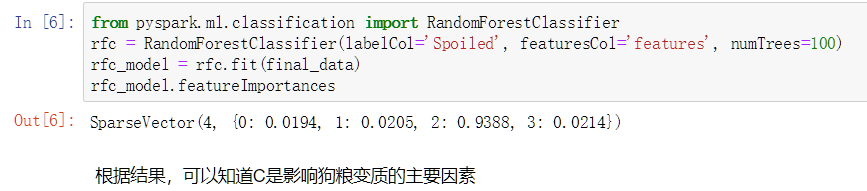 In [6]: from pyspark.ml.classification import RandomForestClassifier
rfc = RandomForestClassifier(labelCol='Spoiled', featuresCol='features', numTrees=100)
rfc_model = rfc.fit(final_data)
rfc_model.featureImportances
Out[6]: SparseVector(4, {0: 0.0194, 1: 0.0205, 2: 0.9388, 3: 0.0214})
根据结果，可以知道C是影响狗粮变质的主要因素